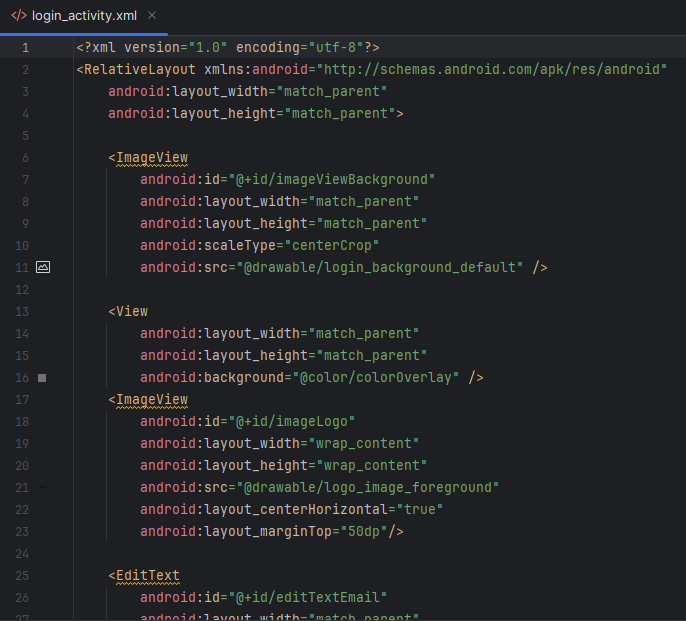 </> login_activity.xml ×
1 <?xml version="1.0" encoding="utf-8"?>
2 <RelativeLayout xmlns:android="http://schemas.android.com/apk/res/android"
3     android:layout_width="match_parent"
4     android:layout_height="match_parent">
5
6     <ImageView
7         android:id="@+id/imageViewBackground"
8         android:layout_width="match_parent"
9         android:layout_height="match_parent"
10         android:scaleType="centerCrop"
11         android:src="@drawable/login_background_default" />
12
13     <View
14         android:layout_width="match_parent"
15         android:layout_height="match_parent"
16         android:background="@color/colorOverlay" />
17     <ImageView
18         android:id="@+id/imageLogo"
19         android:layout_width="wrap_content"
20         android:layout_height="wrap_content"
21         android:src="@drawable/logo_image_foreground"
22         android:layout_centerHorizontal="true"
23         android:layout_marginTop="50dp"/>
24
25     <EditText
26         android:id="@+id/editTextEmail"
27         android:layout_width="match_parent"